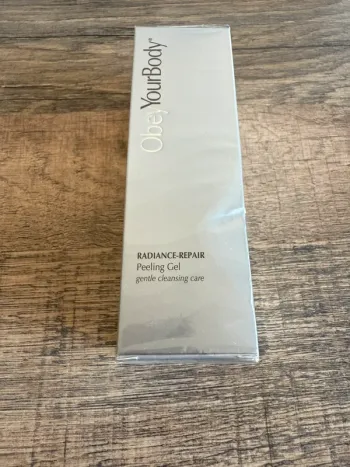 ObeyYourBody®
RADIANCE-REPAIR
Peeling Gel
gentle cleansing care